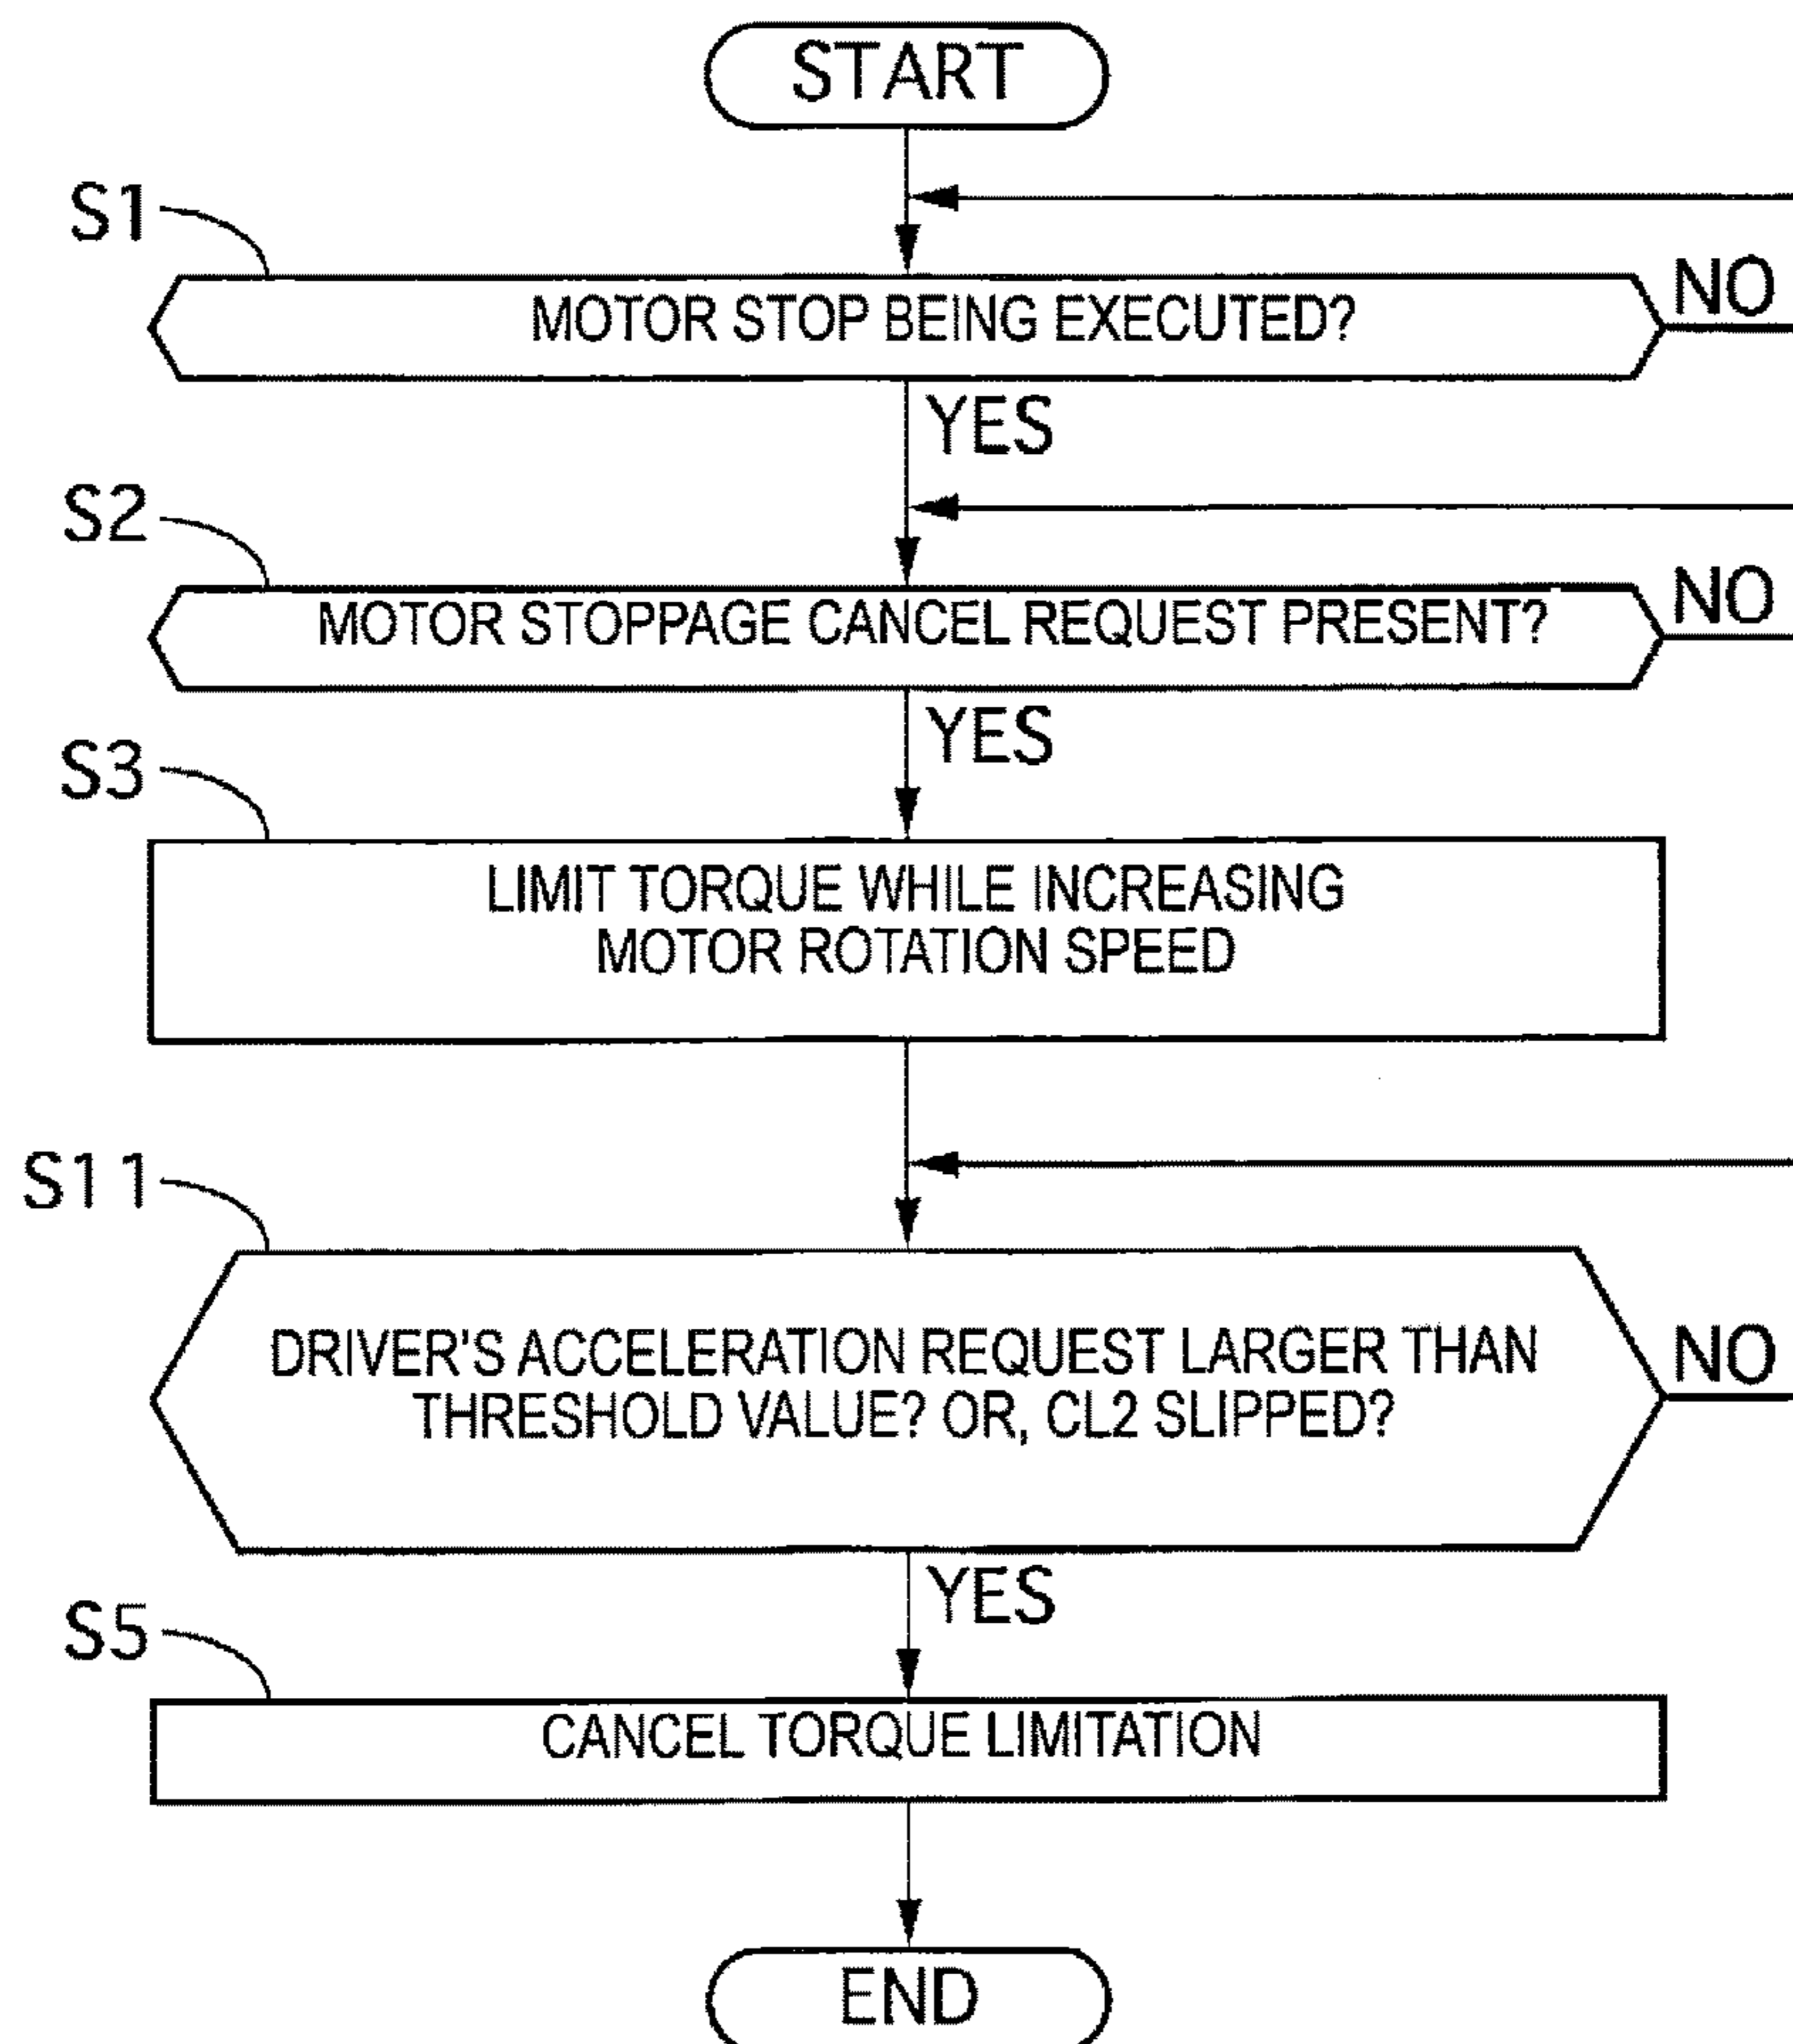 START
S1
MOTOR STOP BEING EXECUTED?
NO
YES
S2
MOTOR STOPPAGE CANCEL REQUEST PRESENT?
NO
YES
S3
LIMIT TORQUE WHILE INCREASING
MOTOR ROTATION SPEED
S11
DRIVER'S ACCELERATION REQUEST LARGER THAN
THRESHOLD VALUE? OR, CL2 SLIPPED?
NO
YES
S5
CANCEL TORQUE LIMITATION
END